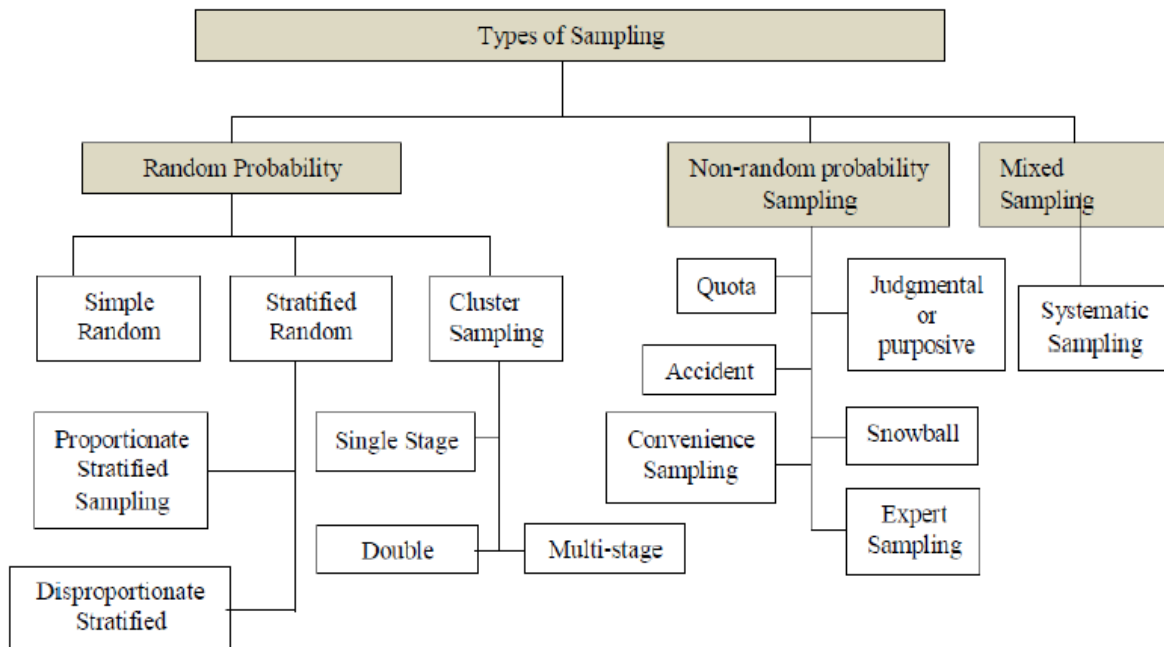 Types of Sampling
Random Probability
Non-random probability
Sampling
Mixed
Sampling
Simple
Random
Stratified
Random
Cluster
Sampling
Quota
Judgmental
or
purposive
Systematic
Sampling
Accident
Proportionate
Stratified
Sampling
Single Stage
Convenience
Sampling
Snowball
Double
Multi-stage
Expert
Sampling
Disproportionate
Stratified